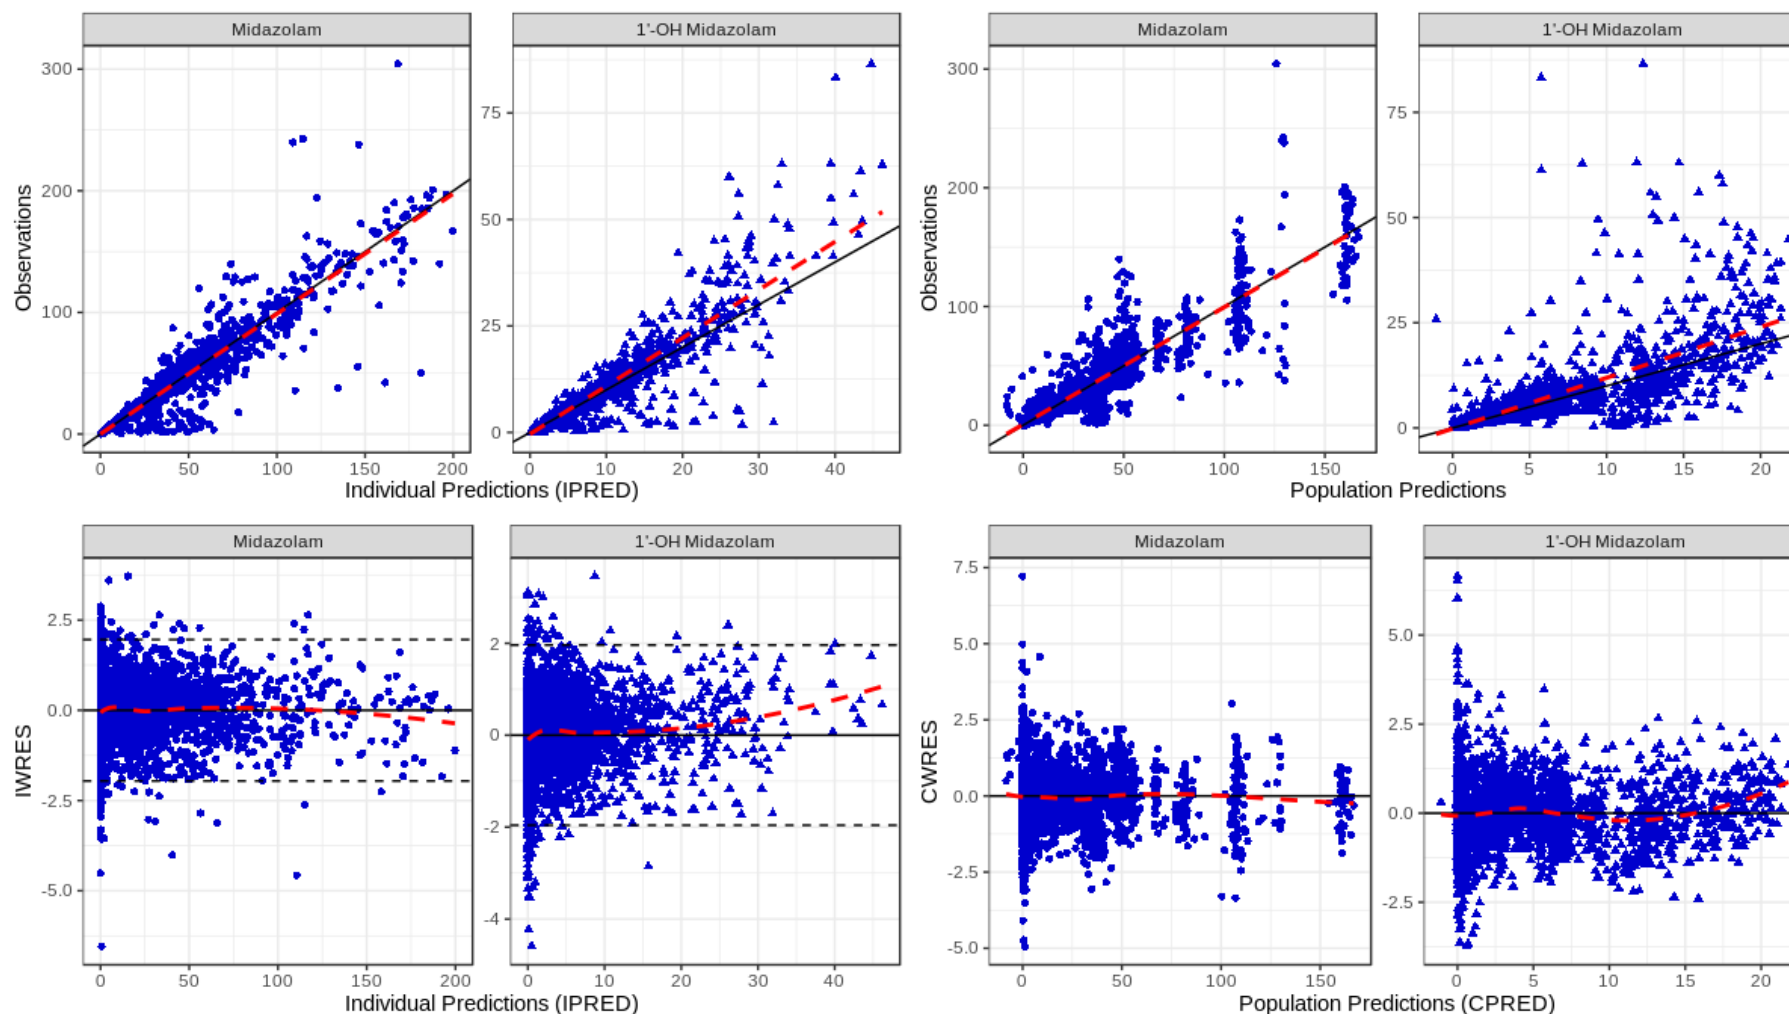 Midazolam
1'-OH Midazolam
Midazolam
1'-OH Midazolam
Observations
300
200
100
0
75
50
25
0
0 50 100 150 200
0 10 20 30 40
Individual Predictions (IPRED)
Observations
300
200
100
0
75
50
25
0
0 50 100 150
0 5 10 15 20
Population Predictions
Midazolam
1'-OH Midazolam
Midazolam
1'-OH Midazolam
IWRES
2.5
0.0
-2.5
-5.0
2
0
-2
-4
0 50 100 150 200
0 10 20 30 40
Individual Predictions (IPRED)
CWRES
7.5
5.0
2.5
0.0
-2.5
-5.0
5.0
2.5
0.0
-2.5
0 50 100 150
0 5 10 15 20
Population Predictions (CPRED)